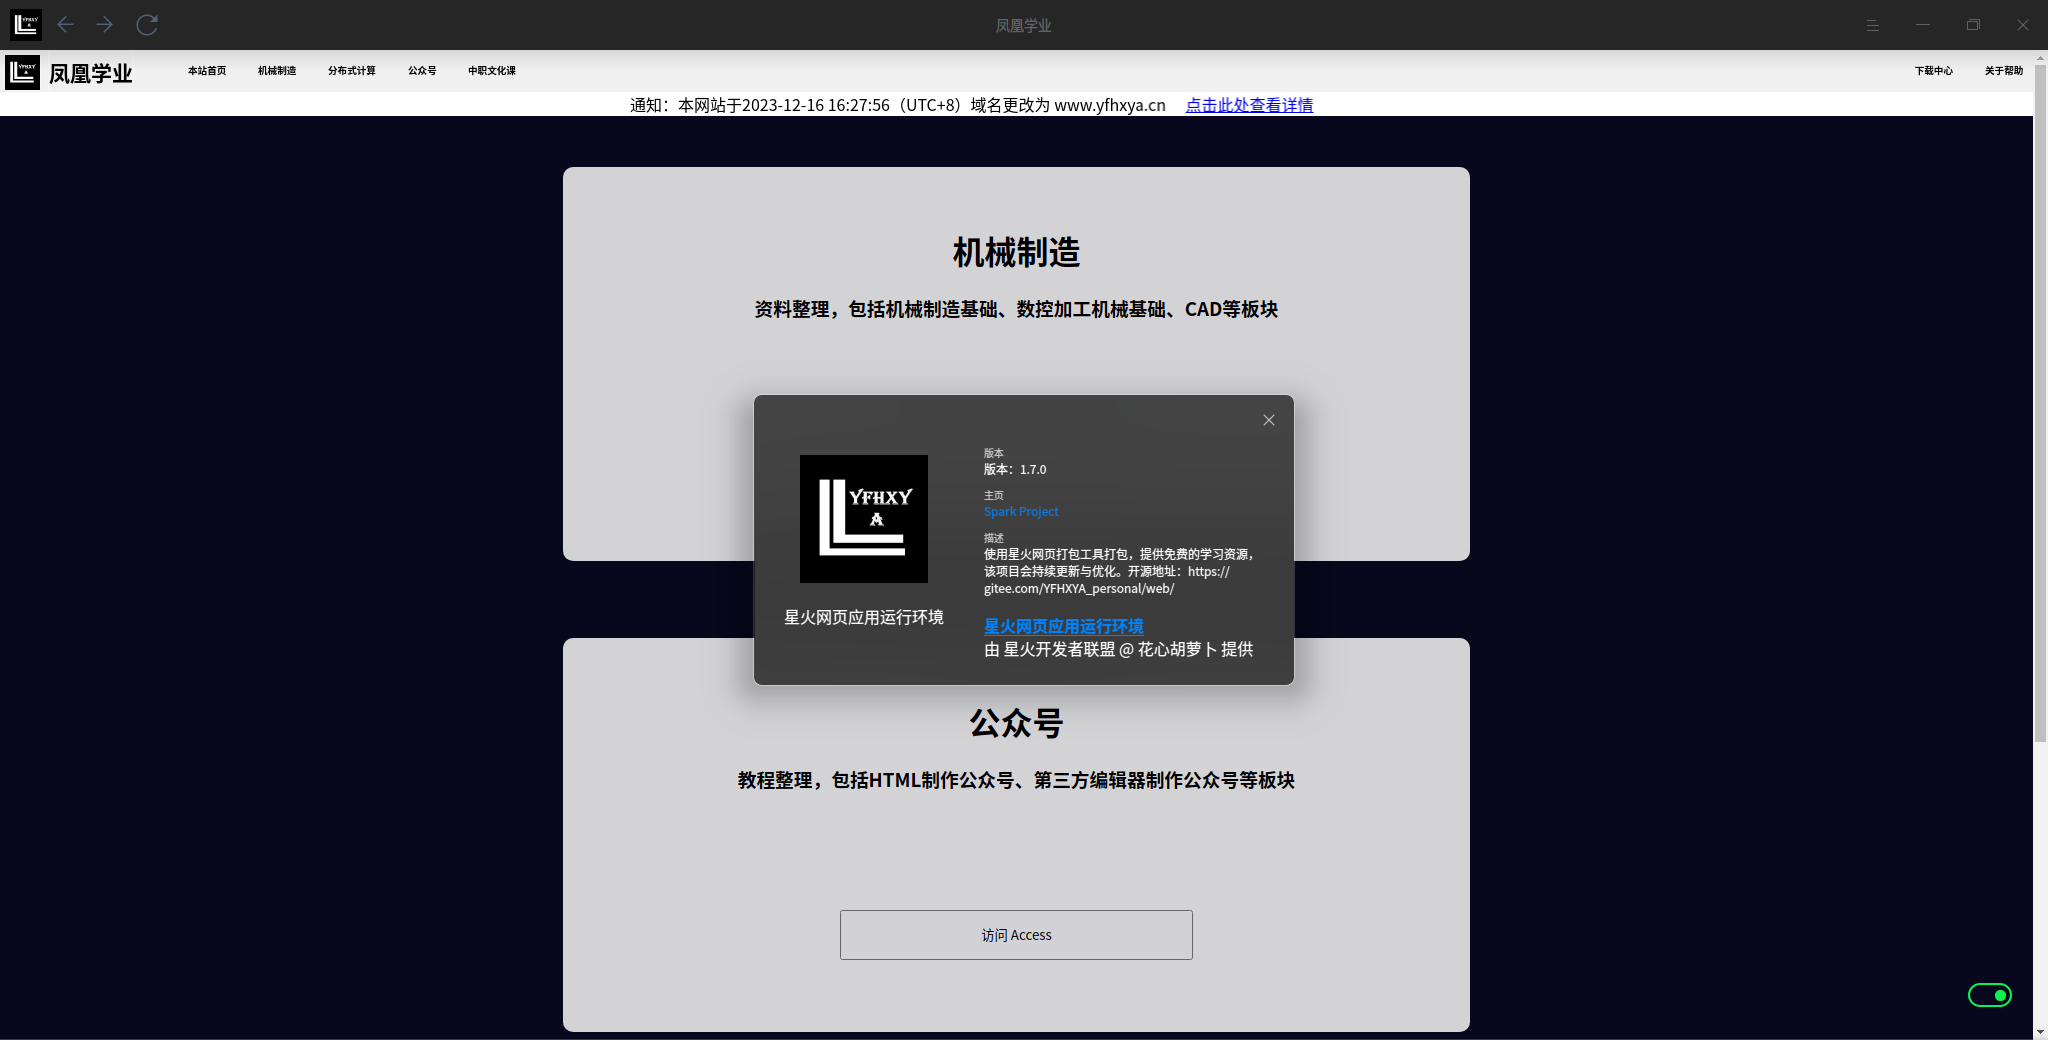 YFHXY
A
凤凰学业
YFHXY
A
凤凰学业
本站首页
机械制造
分布式计算
公众号
中职文化课
下载中心
关于帮助
通知：本网站于2023-12-16 16:27:56（UTC+8）域名更改为 www.yfhxya.cn 点击此处查看详情
机械制造
资料整理，包括机械制造基础、数控加工机械基础、CAD等板块
YFHXY
A
星火网页应用运行环境
版本
版本：1.7.0
主页
Spark Project
描述
使用星火网页打包工具打包，提供免费的学习资源，
该项目会持续更新与优化。开源地址：https://
gitee.com/YFHXYA_personal/web/
星火网页应用运行环境
由 星火开发者联盟 @ 花心胡萝卜 提供
公众号
教程整理，包括HTML制作公众号、第三方编辑器制作公众号等板块
访问 Access